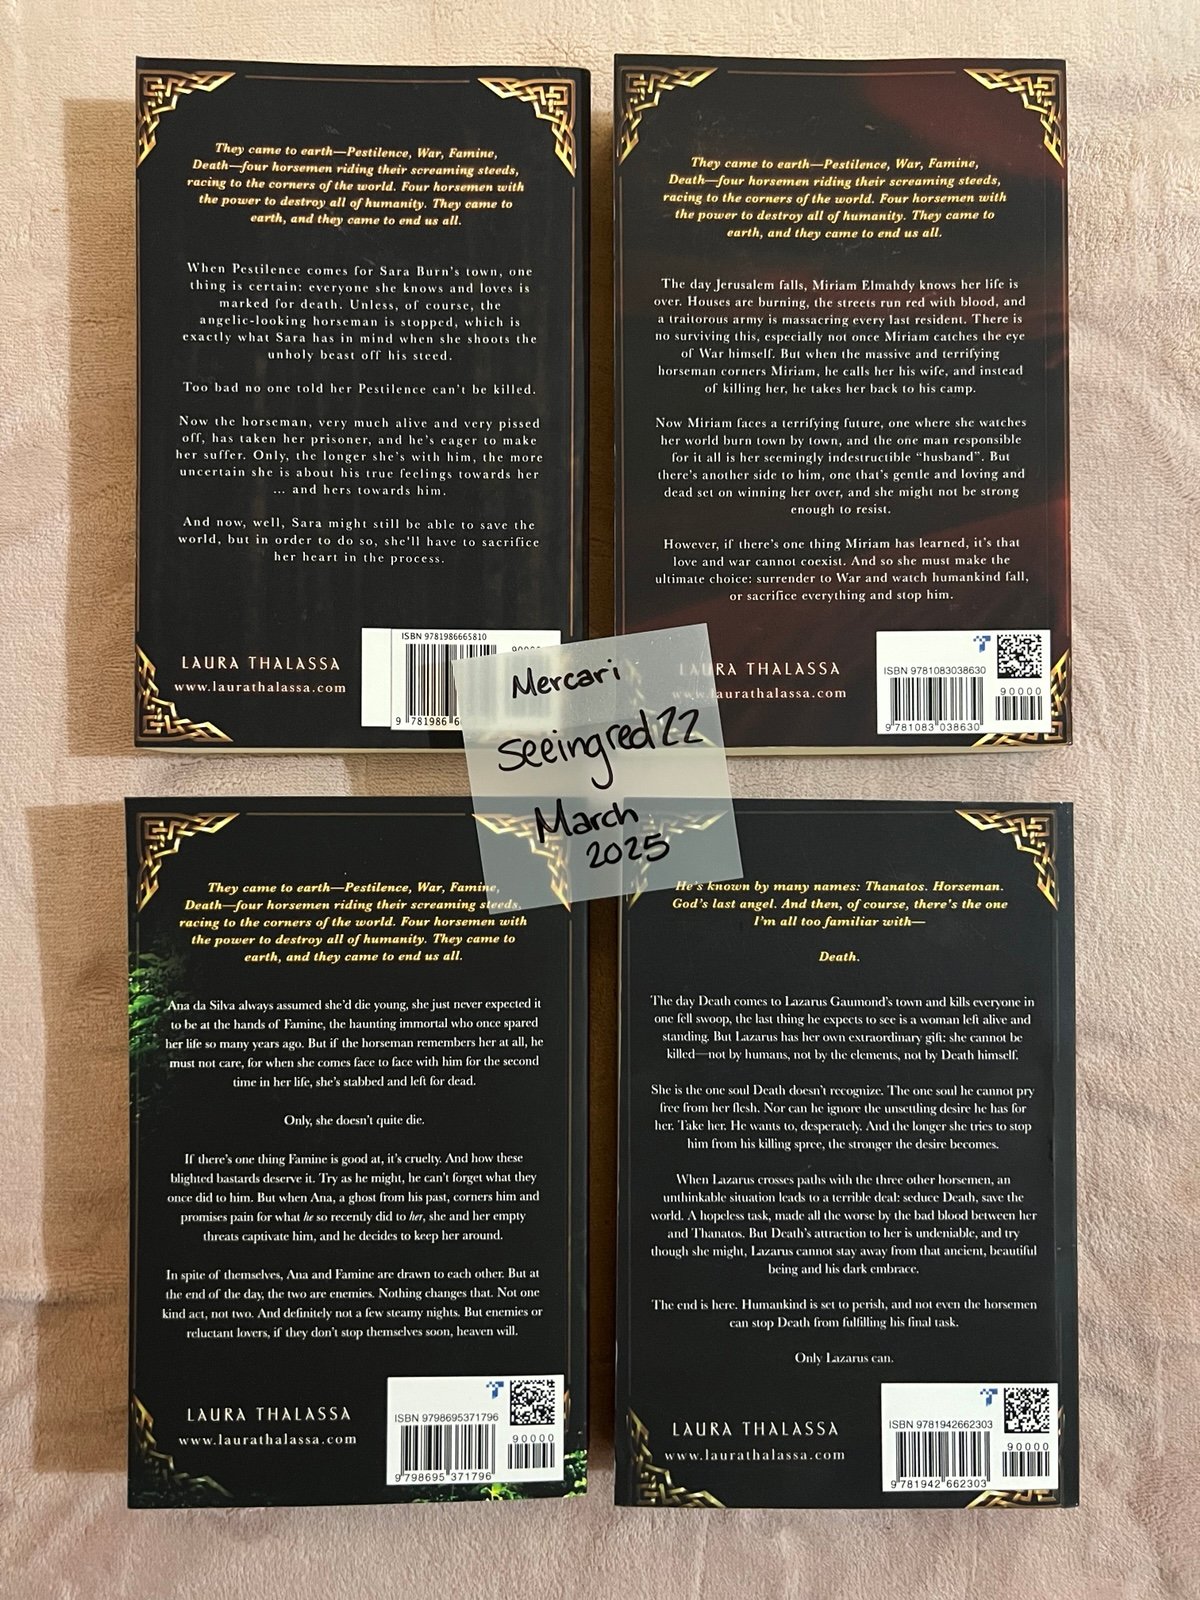 They came to earth—Pestilence, War, Famine,
Death—four horsemen riding their screaming steeds,
racing to the corners of the world. Four horsemen with
the power to destroy all of humanity. They came to
earth, and they came to end us all.
When Pestilence comes for Sara Burn's town, one
thing is certain: everyone she knows and loves is
marked for death. Unless, of course, the
angelic-looking horseman is stopped, which is
exactly what Sara has in mind when she shoots the
unholy beast off his steed.
Too bad no one told her Pestilence can't be killed.
Now the horseman, very much alive and very pissed
off, has taken her prisoner, and he's eager to make
her suffer. Only, the longer she's with him, the more
uncertain she is about his true feelings towards her
... and hers towards him.
And now, well, Sara might still be able to save the
world, but in order to do so, she'll have to sacrifice
her heart in the process.
LAURA THALASSA
www.laurathalassa.com
ISBN 9781986665810
9 781986 6
They came to earth—Pestilence, War, Famine,
Death—four horsemen riding their screaming steeds,
racing to the corners of the world. Four horsemen with
the power to destroy all of humanity. They came to
earth, and they came to end us all.
The day Jerusalem falls, Miriam Elmahdy knows her life is
over. Houses are burning, the streets run red with blood, and
a traitorous army is massacring every last resident. There is
no surviving this, especially not once Miriam catches the eye
of War himself. But when the massive and terrifying
horseman corners Miriam, he calls her his wife, and instead
of killing her, he takes her back to his camp.
Now Miriam faces a terrifying future, one where she watches
her world burn town by town, and the one man responsible
for it all is her seemingly indestructible “husband”. But
there's another side to him, one that's gentle and loving and
dead set on winning her over, and she might not be strong
enough to resist.
However, if there's one thing Miriam has learned, it's that
love and war cannot coexist. And so she must make the
ultimate choice: surrender to War and watch humankind fall,
or sacrifice everything and stop him.
LAURA THALASSA
www.laurathalassa.com
ISBN 9781083038630
90000
9 781083 038630
Mercari
seeingred22
March
2025
They came to earth—Pestilence, War, Famine,
Death—four horsemen riding their screaming steeds,
racing to the corners of the world. Four horsemen with
the power to destroy all of humanity. They came to
earth, and they came to end us all.
Ana da Silva always assumed she'd die young, she just never expected it
to be at the hands of Famine, the haunting immortal who once spared
her life so many years ago. But if the horseman remembers her at all, he
must not care, for when she comes face to face with him for the second
time in her life, she's stabbed and left for dead.
Only, she doesn't quite die.
If there's one thing Famine is good at, it's cruelty. And how these
blighted bastards deserve it. Try as he might, he can't forget what they
once did to him. But when Ana, a ghost from his past, corners him and
promises pain for what he so recently did to her, she and her empty
threats captivate him, and he decides to keep her around.
In spite of themselves, Ana and Famine are drawn to each other. But at
the end of the day, the two are enemies. Nothing changes that. Not one
kind act, not two. And definitely not a few steamy nights. But enemies or
reluctant lovers, if they don't stop themselves soon, heaven will.
LAURA THALASSA
www.laurathalassa.com
ISBN 9798695371796
90000
9 798695 371796
He's known by many names: Thanatos. Horseman.
God's last angel. And then, of course, there's the one
I'm all too familiar with—
Death.
The day Death comes to Lazarus Gaumond's town and kills everyone in
one fell swoop, the last thing he expects to see is a woman left alive and
standing. But Lazarus has her own extraordinary gift: she cannot be
killed—not by humans, not by the elements, not by Death himself.
She is the one soul Death doesn't recognize. The one soul he cannot pry
free from her flesh. Nor can he ignore the unsettling desire he has for
her. Take her. He wants to, desperately. And the longer she tries to stop
him from his killing spree, the stronger the desire becomes.
When Lazarus crosses paths with the three other horsemen, an
unthinkable situation leads to a terrible deal: seduce Death, save the
world. A hopeless task, made all the worse by the bad blood between her
and Thanatos. But Death's attraction to her is undeniable, and try
though she might, Lazarus cannot stay away from that ancient, beautiful
being and his dark embrace.
The end is here. Humankind is set to perish, and not even the horsemen
can stop Death from fulfilling his final task.
Only Lazarus can.
LAURA THALASSA
www.laurathalassa.com
ISBN 9781942662303
90000
9 781942 662303